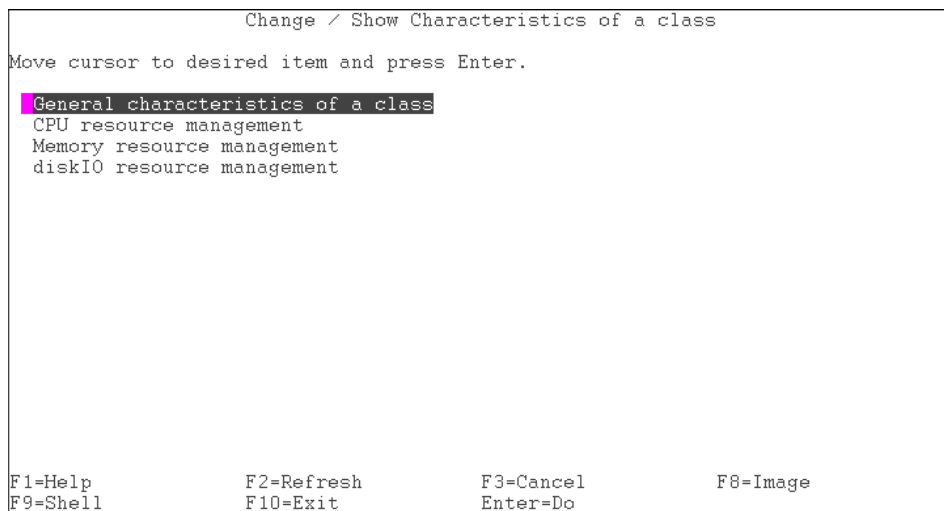 Change / Show Characteristics of a class
Move cursor to desired item and press Enter.
General characteristics of a class
CPU resource management
Memory resource management
diskIO resource management
F1=Help F2=Refresh F3=Cancel F8=Image
F9=Shell F10=Exit Enter=Do